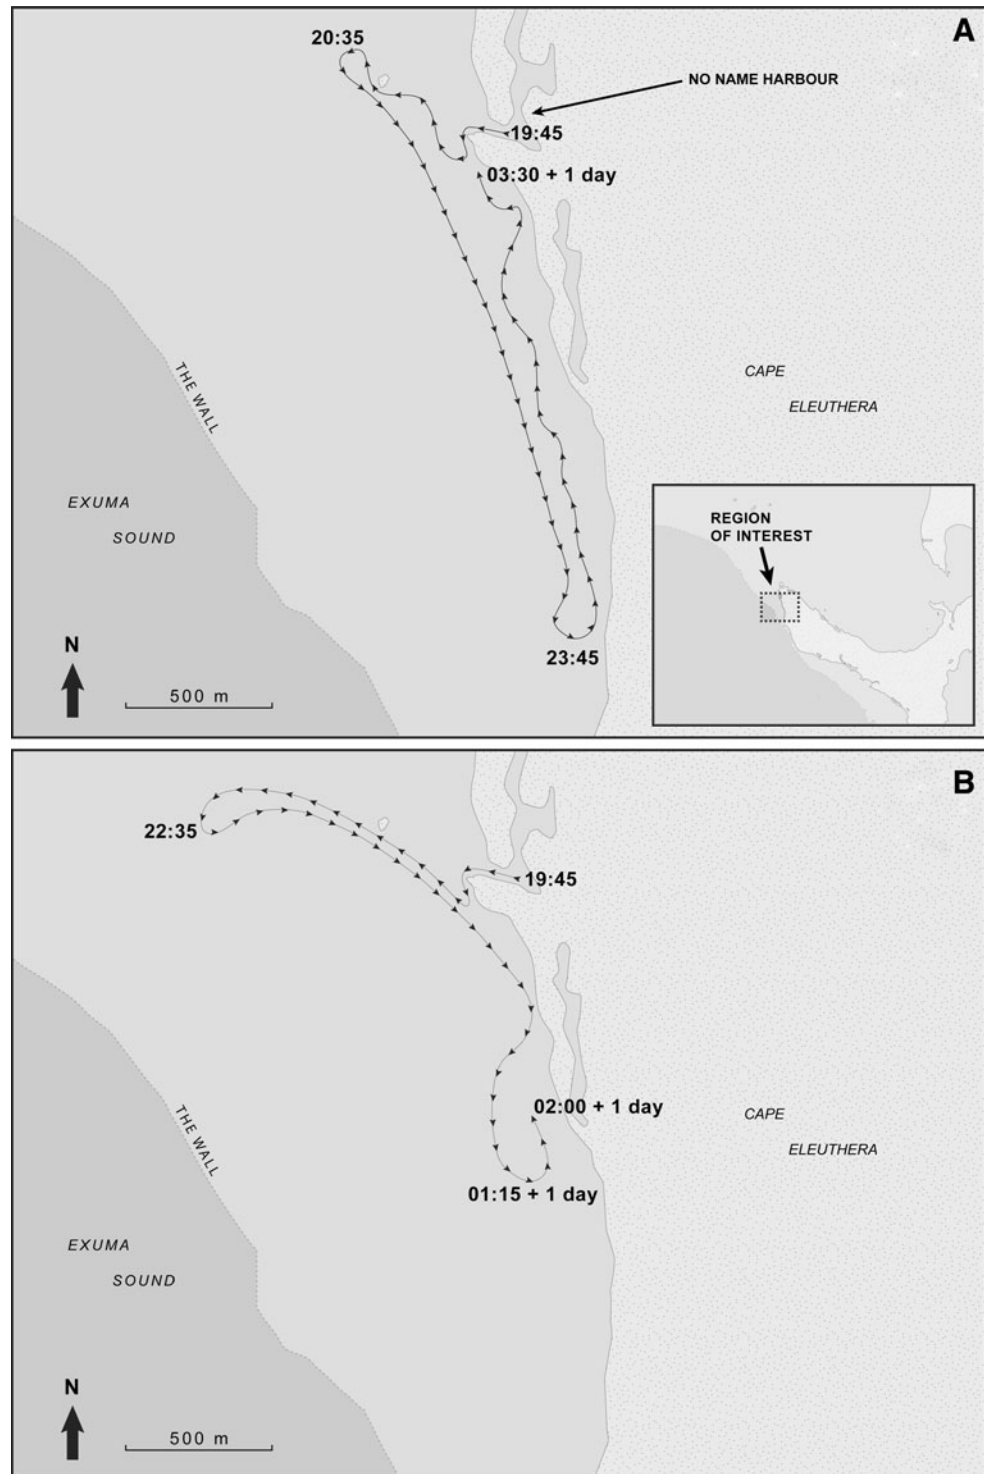 A
20:35
NO NAME HARBOUR
19:45
03:30 + 1 day
THE WALL
CAPE
ELEUTHERA
EXUMA
SOUND
REGION
OF INTEREST
N
500 m
23:45
B
22:35
19:45
02:00 + 1 day
THE WALL
CAPE
ELEUTHERA
01:15 + 1 day
EXUMA
SOUND
N
500 m